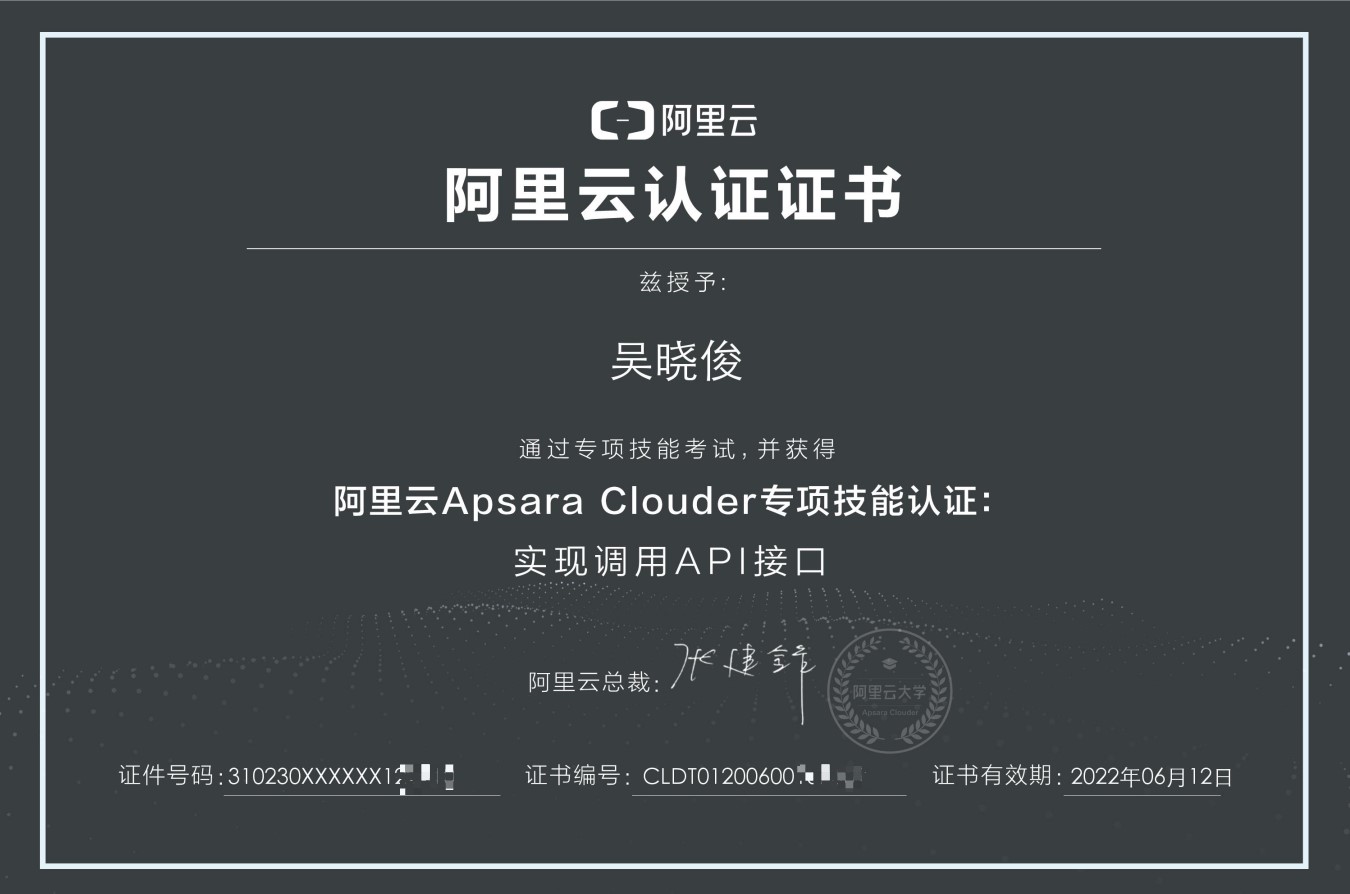 阿里云
阿里云认证证书
兹授予:
吴晓俊
通过专项技能考试,并获得
阿里云Apsara Clouder专项技能认证:
实现调用API接口
阿里云总裁: 张建锋
阿里云大学
Apsara Clouder
证件号码:310230XXXXXX12 证书编号: CLDT01200600 证书有效期: 2022年06月12日